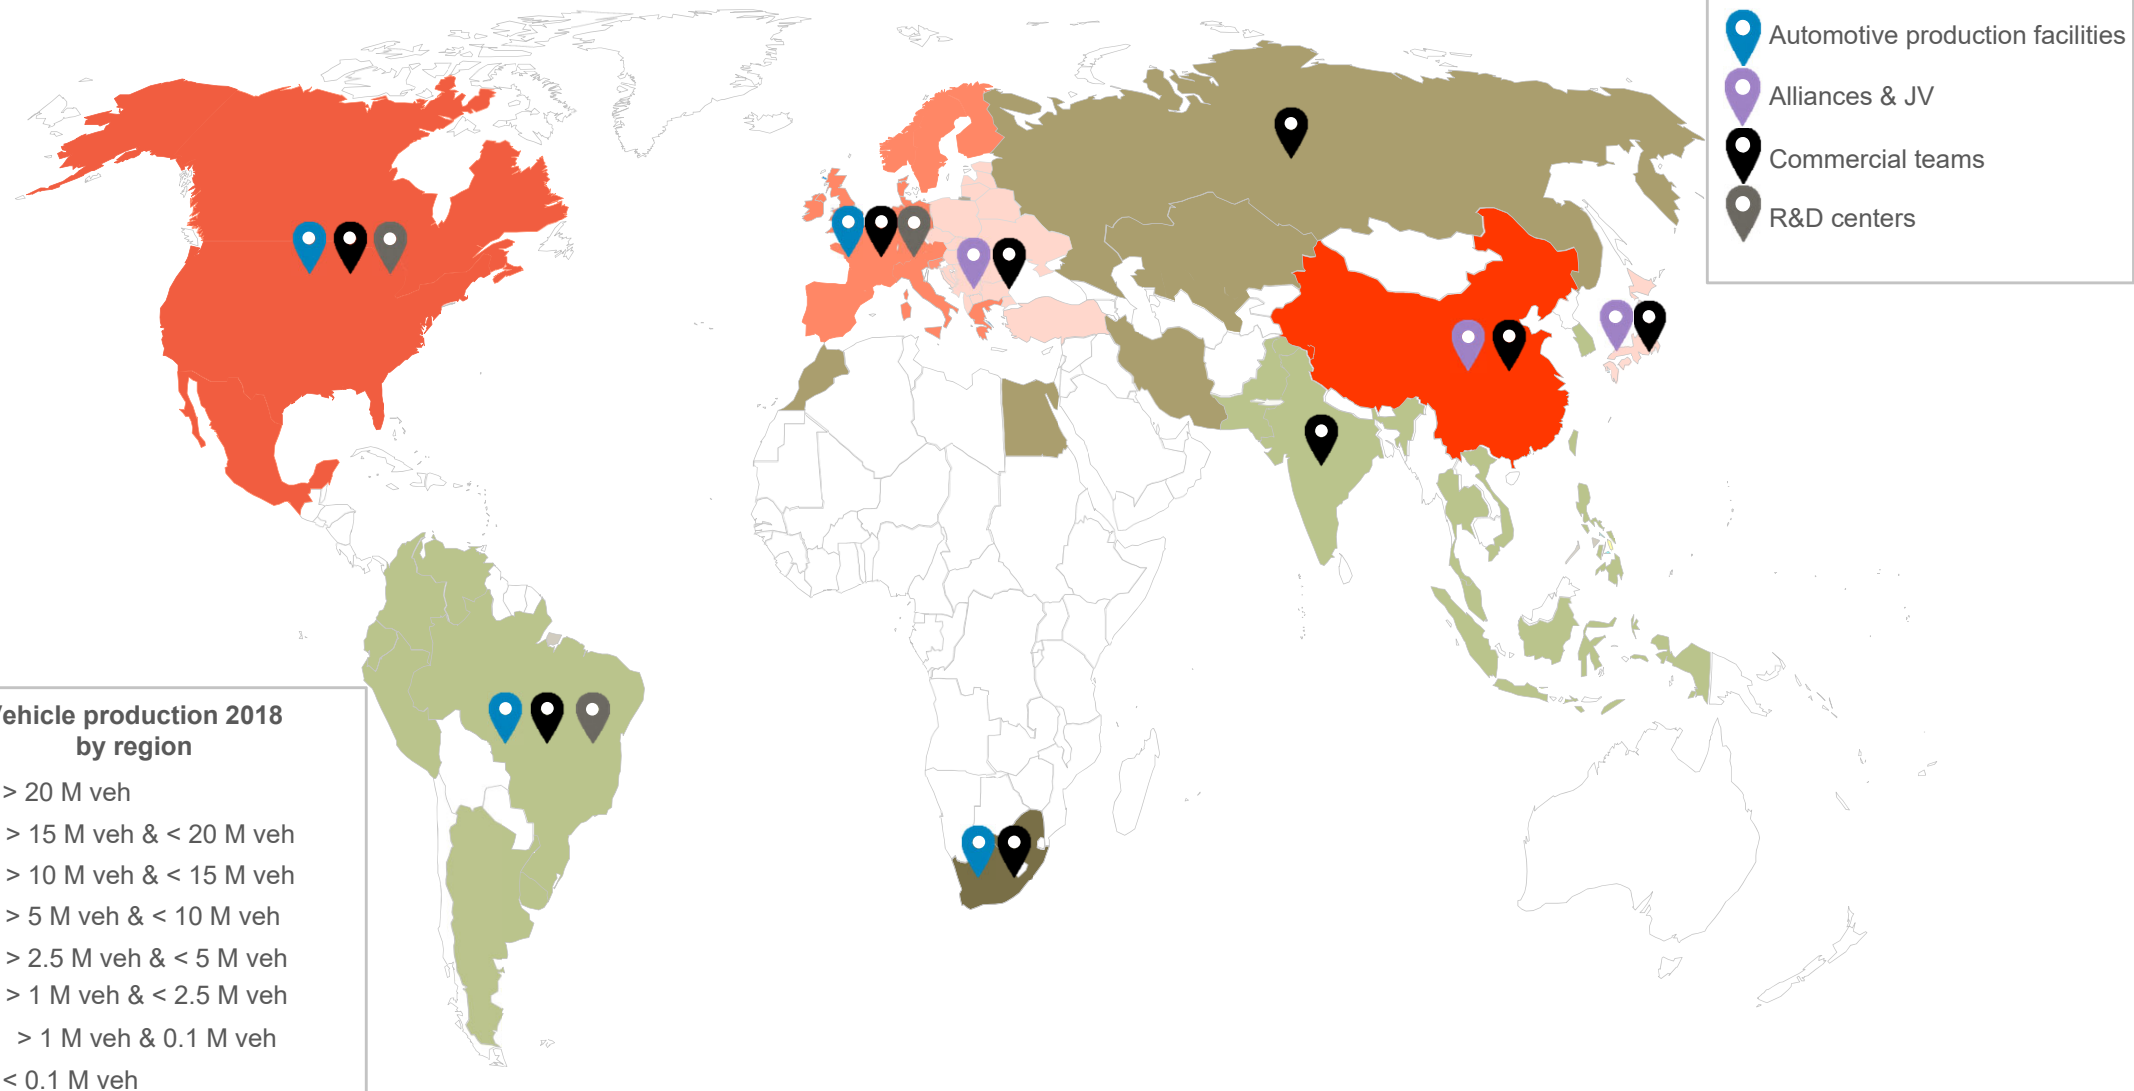 Automotive production facilities
Alliances & JV
Commercial teams
R&D centers
Vehicle production 2018
by region
> 20 M veh
> 15 M veh & < 20 M veh
> 10 M veh & < 15 M veh
> 5 M veh & < 10 M veh
> 2.5 M veh & < 5 M veh
> 1 M veh & < 2.5 M veh
> 1 M veh & 0.1 M veh
< 0.1 M veh